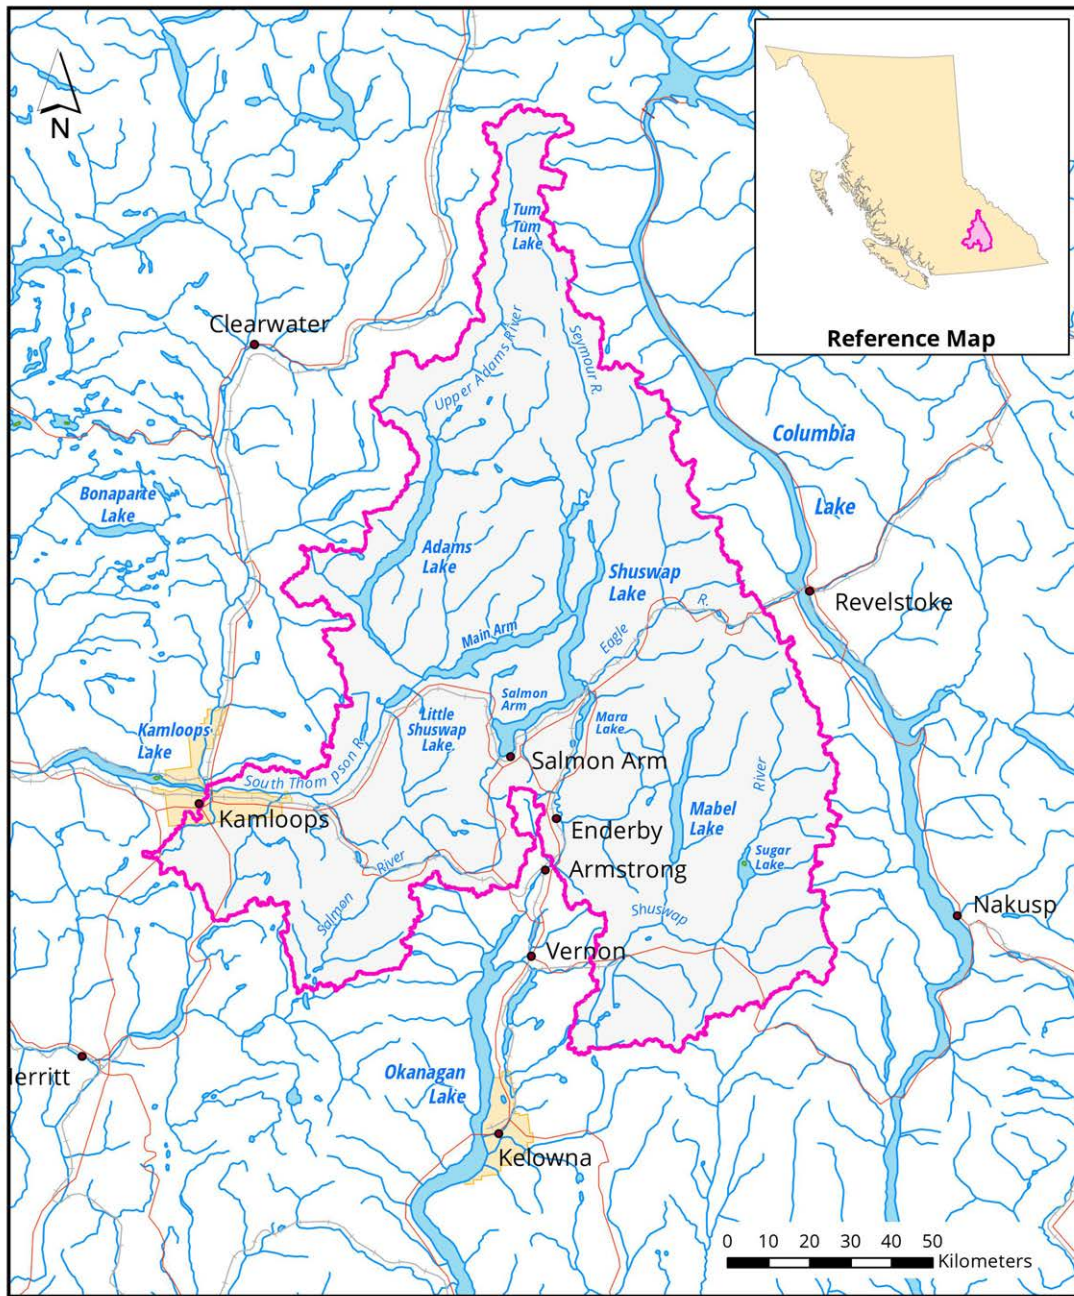 N
Reference Map
Tum
Tum
Lake
Clearwater
Seymour R.
Upper Adams River
Columbia
Lake
Bonaparte
Lake
Adams
Lake
Shuswap
Lake
Revelstoke
Eagle
R.
Main Arm
Salmon
Arm
Little
Shuswap
Lake
Mara
Lake
Kamloops
Lake
South Thompson R.
Salmon Arm
Kamloops
Enderby
Mabel
Lake
River
Sugar
Lake
Armstrong
River
Salmon
Shuswap
Nakusp
Vernon
Merritt
Okanagan
Lake
Kelowna
0 10 20 30 40 50
Kilometers